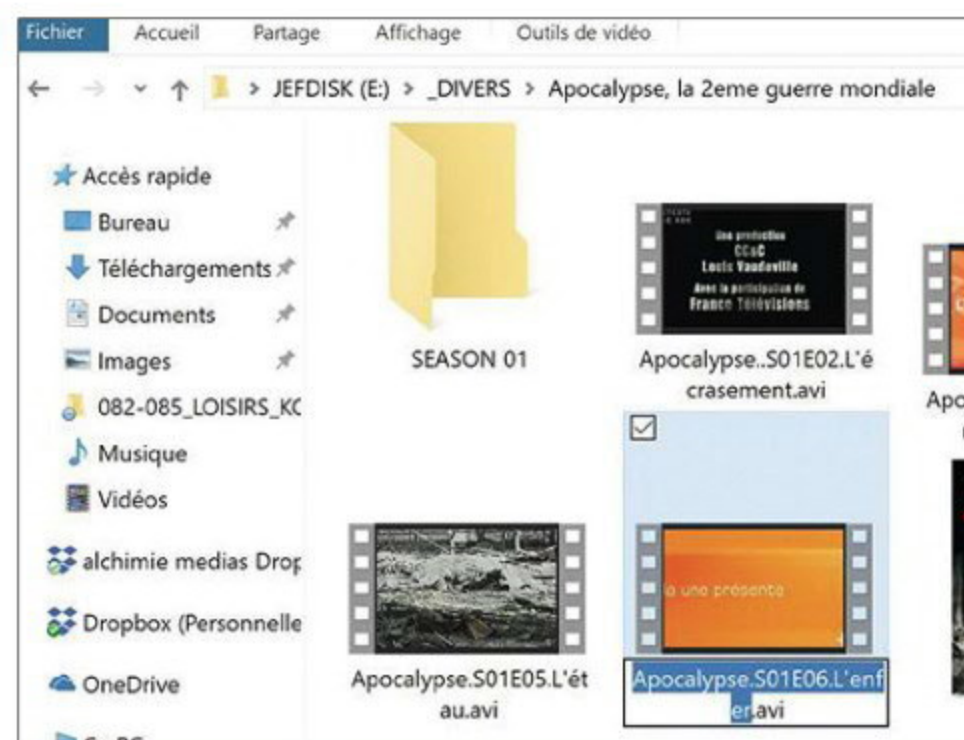 Fichier Accueil Partage Affichage Outils de vidéo
> JEFDISK (E:) > _DIVERS > Apocalypse, la 2eme guerre mondiale
Accès rapide
Bureau
Téléchargements
Documents
Images
082-085_LOISIRS_KC
Musique
Vidéos
alchimie medias Drop
Dropbox (Personnelle
OneDrive
SEASON 01
Une production
CC&C
Louis Vaudeville
Avec la participation de
France Télévisions
Apocalypse..S01E02.L'é
crasement.avi
Apo
Apocalypse.S01E05.L'ét
au.avi
a une présente
Apocalypse.S01E06.L'enf
er.avi